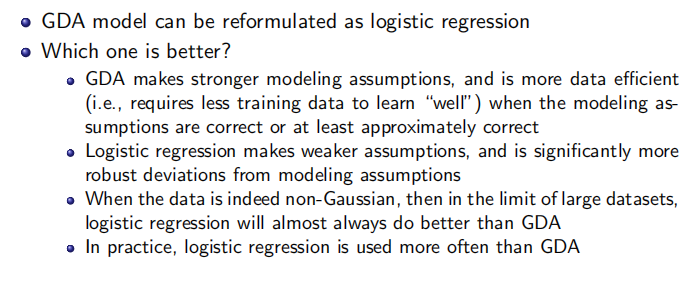 GDA model can be reformulated as logistic regression
Which one is better?
GDA makes stronger modeling assumptions, and is more data efficient
(i.e., requires less training data to learn “well”) when the modeling as-
sumptions are correct or at least approximately correct
Logistic regression makes weaker assumptions, and is significantly more
robust deviations from modeling assumptions
When the data is indeed non-Gaussian, then in the limit of large datasets,
logistic regression will almost always do better than GDA
In practice, logistic regression is used more often than GDA